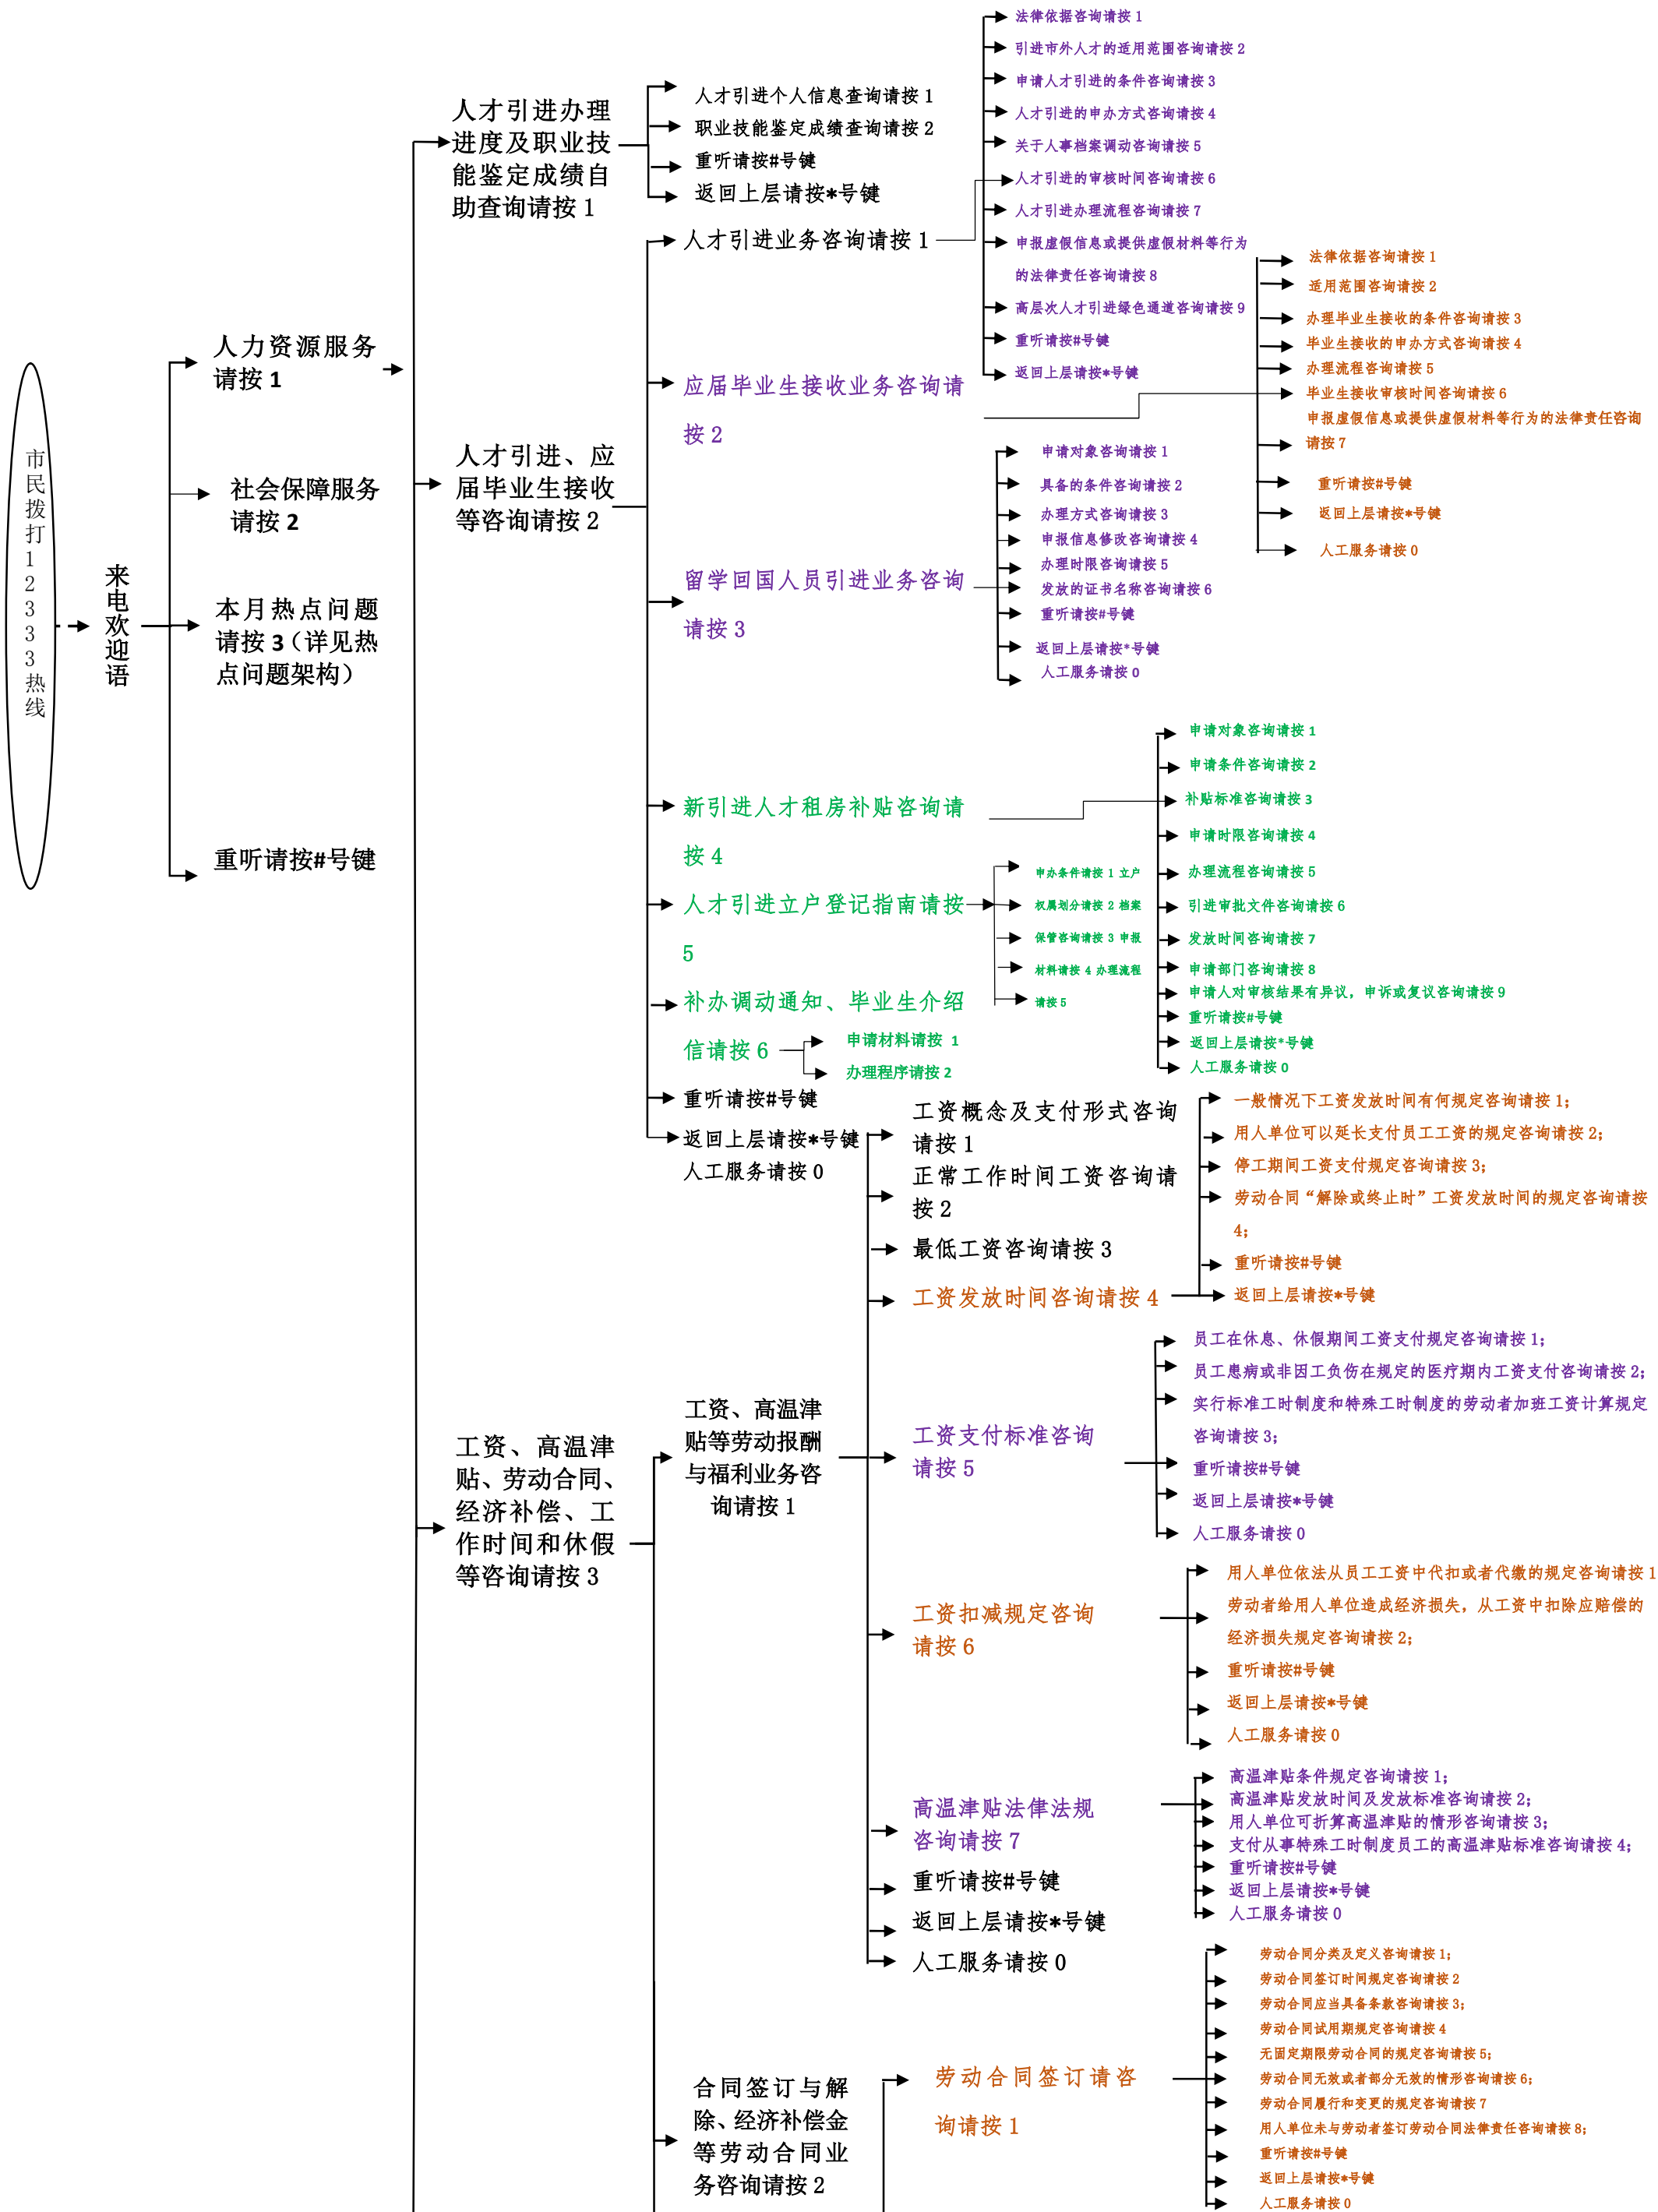 市民拨打12333热线
来电欢迎语
人力资源服务
请按 1
社会保障服务
请按 2
本月热点问题
请按 3（详见热
点问题架构）
重听请按#号键
人才引进办理
进度及职业技
能鉴定成绩自
助查询请按 1
人才引进个人信息查询请按 1
职业技能鉴定成绩查询请按 2
重听请按#号键
返回上层请按*号键
人才引进、应
届毕业生接收
等咨询请按 2
人才引进业务咨询请按 1
法律依据咨询请按 1
引进市外人才的适用范围咨询请按 2
申请人才引进的条件咨询请按 3
人才引进的申办方式咨询请按 4
关于人事档案调动咨询请按 5
人才引进的审核时间咨询请按 6
人才引进办理流程咨询请按 7
申报虚假信息或提供虚假材料等行为
的法律责任咨询请按 8
高层次人才引进绿色通道咨询请按 9
重听请按#号键
返回上层请按*号键
应届毕业生接收业务咨询请
按 2
法律依据咨询请按 1
适用范围咨询请按 2
办理毕业生接收的条件咨询请按 3
毕业生接收的申办方式咨询请按 4
办理流程咨询请按 5
毕业生接收审核时间咨询请按 6
申报虚假信息或提供虚假材料等行为的法律责任咨询
请按 7
重听请按#号键
返回上层请按*号键
人工服务请按 0
留学回国人员引进业务咨询
请按 3
申请对象咨询请按 1
具备的条件咨询请按 2
办理方式咨询请按 3
申报信息修改咨询请按 4
办理时限咨询请按 5
发放的证书名称咨询请按 6
重听请按#号键
返回上层请按*号键
人工服务请按 0
新引进人才租房补贴咨询请
按 4
申请对象咨询请按 1
申请条件咨询请按 2
补贴标准咨询请按 3
申请时限咨询请按 4
办理流程咨询请按 5
引进审批文件咨询请按 6
发放时间咨询请按 7
申请部门咨询请按 8
申请人对审核结果有异议，申诉或复议咨询请按 9
重听请按#号键
返回上层请按*号键
人工服务请按 0
人才引进立户登记指南请按
5
申办条件请按 1 立户
权属划分请按 2 档案
保管咨询请按 3 申报
材料请按 4 办理流程
请按 5
补办调动通知、毕业生介绍
信请按 6
申请材料请按 1
办理程序请按 2
重听请按#号键
返回上层请按*号键
人工服务请按 0
工资、高温津
贴、劳动合同、
经济补偿、工
作时间和休假
等咨询请按 3
工资、高温津
贴等劳动报酬
与福利业务咨
询请按 1
工资概念及支付形式咨询
请按 1
正常工作时间工资咨询请
按 2
最低工资咨询请按 3
工资发放时间咨询请按 4
一般情况下工资发放时间有何规定咨询请按 1；
用人单位可以延长支付员工工资的规定咨询请按 2；
停工期间工资支付规定咨询请按 3；
劳动合同“解除或终止时”工资发放时间的规定咨询请按
4；
重听请按#号键
返回上层请按*号键
工资支付标准咨询
请按 5
员工在休息、休假期间工资支付规定咨询请按 1；
员工患病或非因工负伤在规定的医疗期内工资支付咨询请按 2；
实行标准工时制度和特殊工时制度的劳动者加班工资计算规定
咨询请按 3；
重听请按#号键
返回上层请按*号键
人工服务请按 0
工资扣减规定咨询
请按 6
用人单位依法从员工工资中代扣或者代缴的规定咨询请按 1
劳动者给用人单位造成经济损失，从工资中扣除应赔偿的
经济损失规定咨询请按 2；
重听请按#号键
返回上层请按*号键
人工服务请按 0
高温津贴法律法规
咨询请按 7
高温津贴条件规定咨询请按 1；
高温津贴发放时间及发放标准咨询请按 2；
用人单位可折算高温津贴的情形咨询请按 3；
支付从事特殊工时制度员工的高温津贴标准咨询请按 4；
重听请按#号键
返回上层请按*号键
人工服务请按 0
重听请按#号键
返回上层请按*号键
人工服务请按 0
合同签订与解
除、经济补偿金
等劳动合同业
务咨询请按 2
劳动合同签订请咨
询请按 1
劳动合同分类及定义咨询请按 1；
劳动合同签订时间规定咨询请按 2
劳动合同应当具备条款咨询请按 3；
劳动合同试用期规定咨询请按 4
无固定期限劳动合同的规定咨询请按 5；
劳动合同无效或者部分无效的情形咨询请按 6；
劳动合同履行和变更的规定咨询请按 7
用人单位未与劳动者签订劳动合同法律责任咨询请按 8；
重听请按#号键
返回上层请按*号键
人工服务请按 0